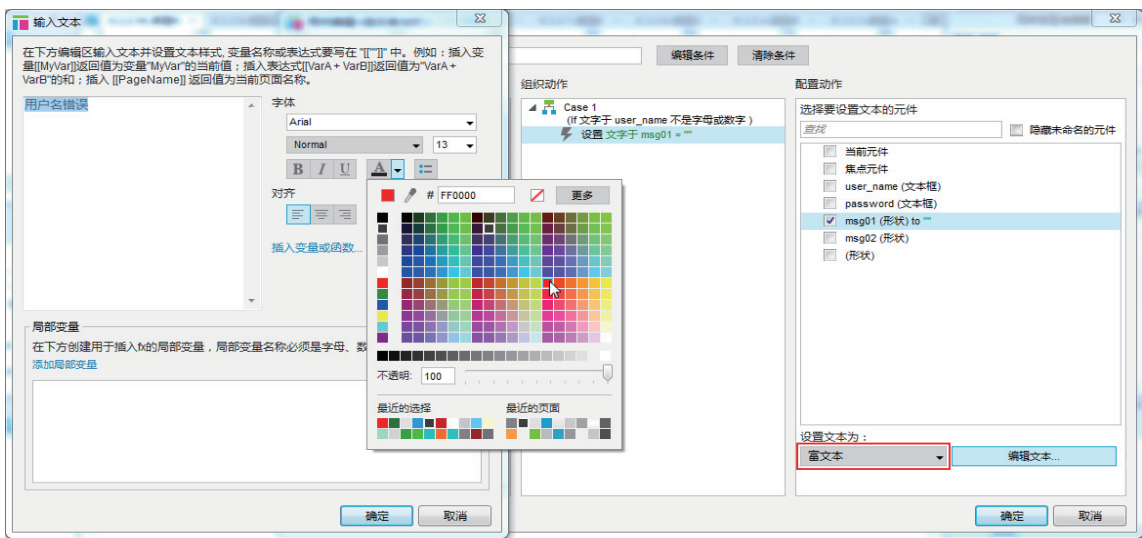 输入文本
在下方编辑区输入文本并设置文本样式, 变量名称或表达式要写在 "[[""]]" 中。例如：插入变
量[[MyVar]]返回值为变量"MyVar"的当前值；插入表达式[[VarA + VarB]]返回值为"VarA +
VarB"的和；插入 [[PageName]] 返回值为当前页面名称。
用户名错误
字体
Arial
Normal
13
B I U A
对齐
插入变量或函数...
# FF0000
更多
不透明: 100
最近的选择
最近的页面
局部变量
在下方创建用于插入fx的局部变量，局部变量名称必须是字母、数
添加局部变量
确定
取消
编辑条件
清除条件
组织动作
Case 1
(If 文字于 user_name 不是字母或数字 )
设置 文字于 msg01 = ""
配置动作
选择要设置文本的元件
查找
隐藏未命名的元件
当前元件
焦点元件
user_name (文本框)
password (文本框)
msg01 (形状) to ""
msg02 (形状)
(形状)
设置文本为：
富文本
编辑文本...
确定
取消